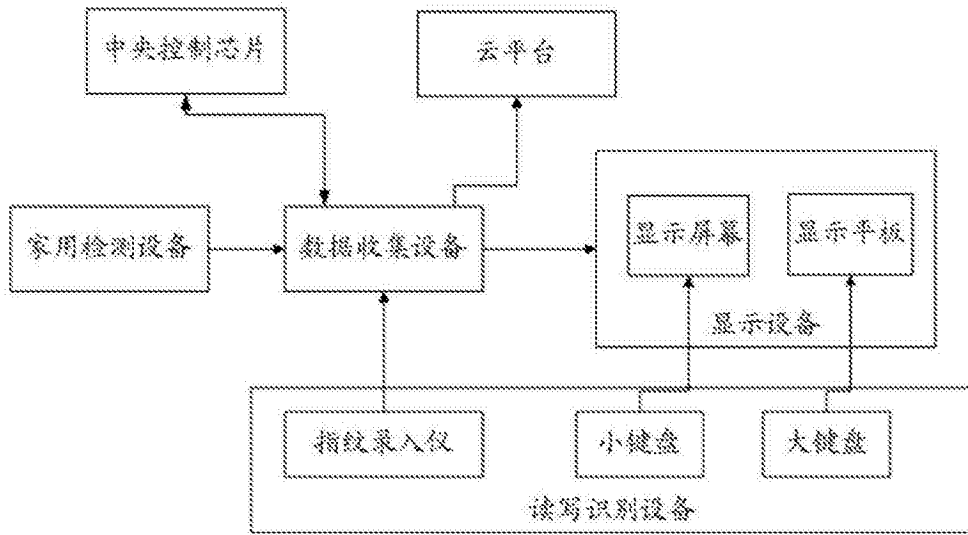 中央控制芯片
云平台
家用检测设备
数据收集设备
显示屏幕
显示平板
显示设备
指纹录入仪
小键盘
大键盘
读写识别设备